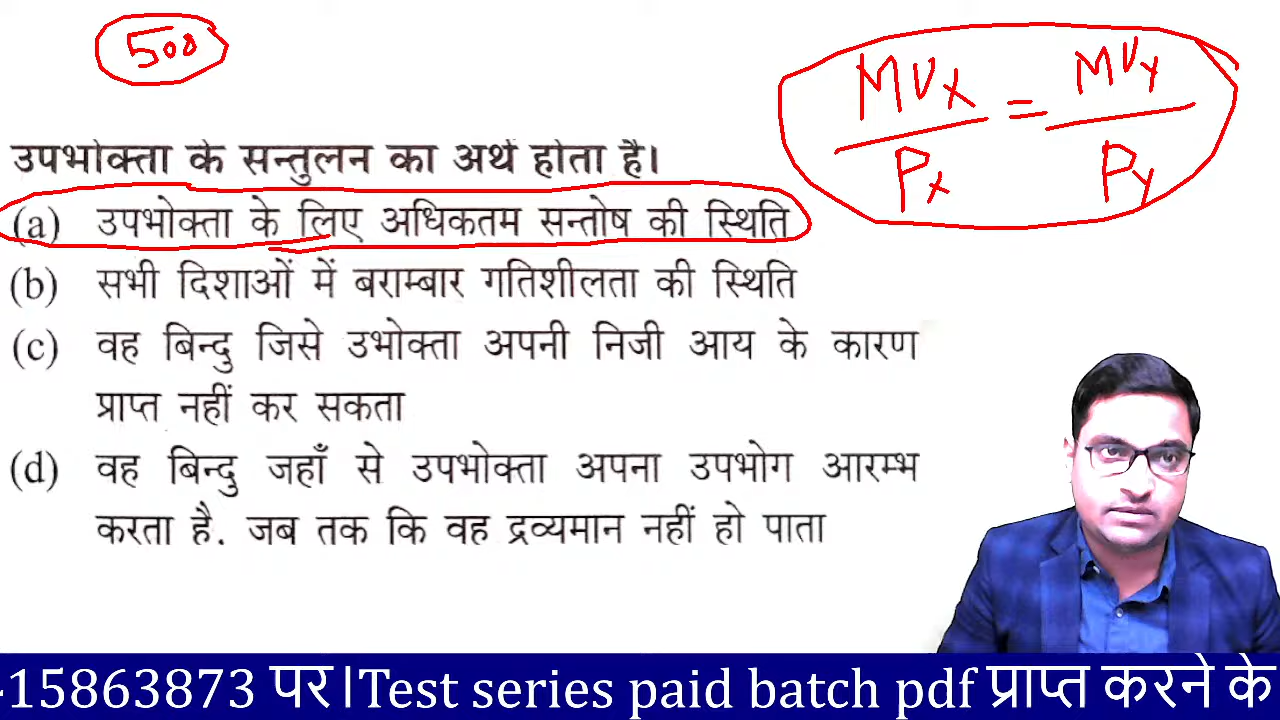 500
MUx = MUy
Px Py
उपभोक्ता के सन्तुलन का अर्थ होता है।
(a) उपभोक्ता के लिए अधिकतम सन्तोष की स्थिति
(b) सभी दिशाओं में बराम्बार गतिशीलता की स्थिति
(c) वह बिन्दु जिसे उभोक्ता अपनी निजी आय के कारण
प्राप्त नहीं कर सकता
(d) वह बिन्दु जहाँ से उपभोक्ता अपना उपभोग आरम्भ
करता है. जब तक कि वह द्रव्यमान नहीं हो पाता
-15863873 पर।Test series paid batch pdf प्राप्त करने के